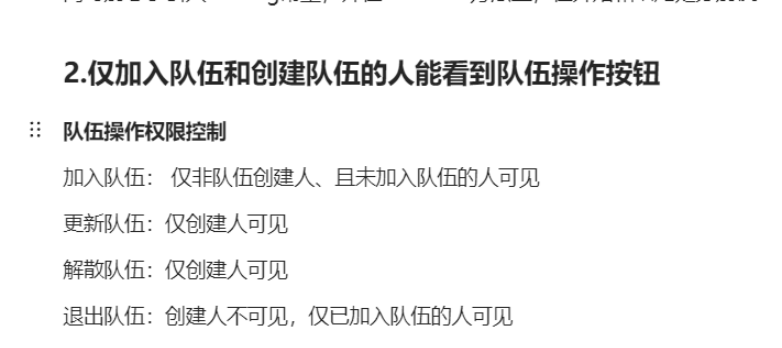 2.仅加入队伍和创建队伍的人能看到队伍操作按钮
队伍操作权限控制
加入队伍： 仅非队伍创建人、且未加入队伍的人可见
更新队伍：仅创建人可见
解散队伍：仅创建人可见
退出队伍：创建人不可见，仅已加入队伍的人可见